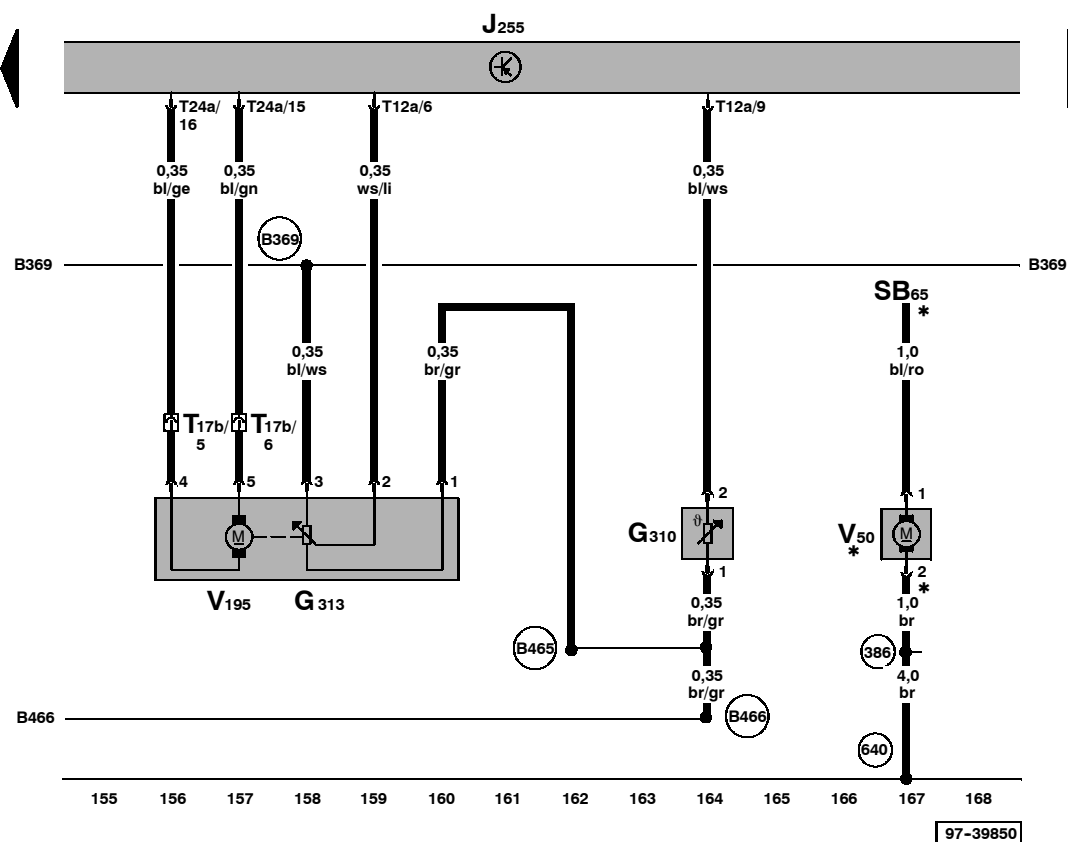 J255
T24a/ T24a/15 T12a/6 T12a/9
16
0,35 0,35 0,35 0,35
bl/ge bl/gn ws/li bl/ws
B369
B369 B369
SB65
*
0,35 0,35 1,0
bl/ws br/gr bl/ro
T17b/ T17b/
5 6
4 5 3 2 1
2 1
ϑ
M G310 V50 M
*
1 2
*
V195 G313
0,35 1,0
br/gr br
B465 386
0,35 4,0
br/gr br
B466 B466
640
155 156 157 158 159 160 161 162 163 164 165 166 167 168
97-39850